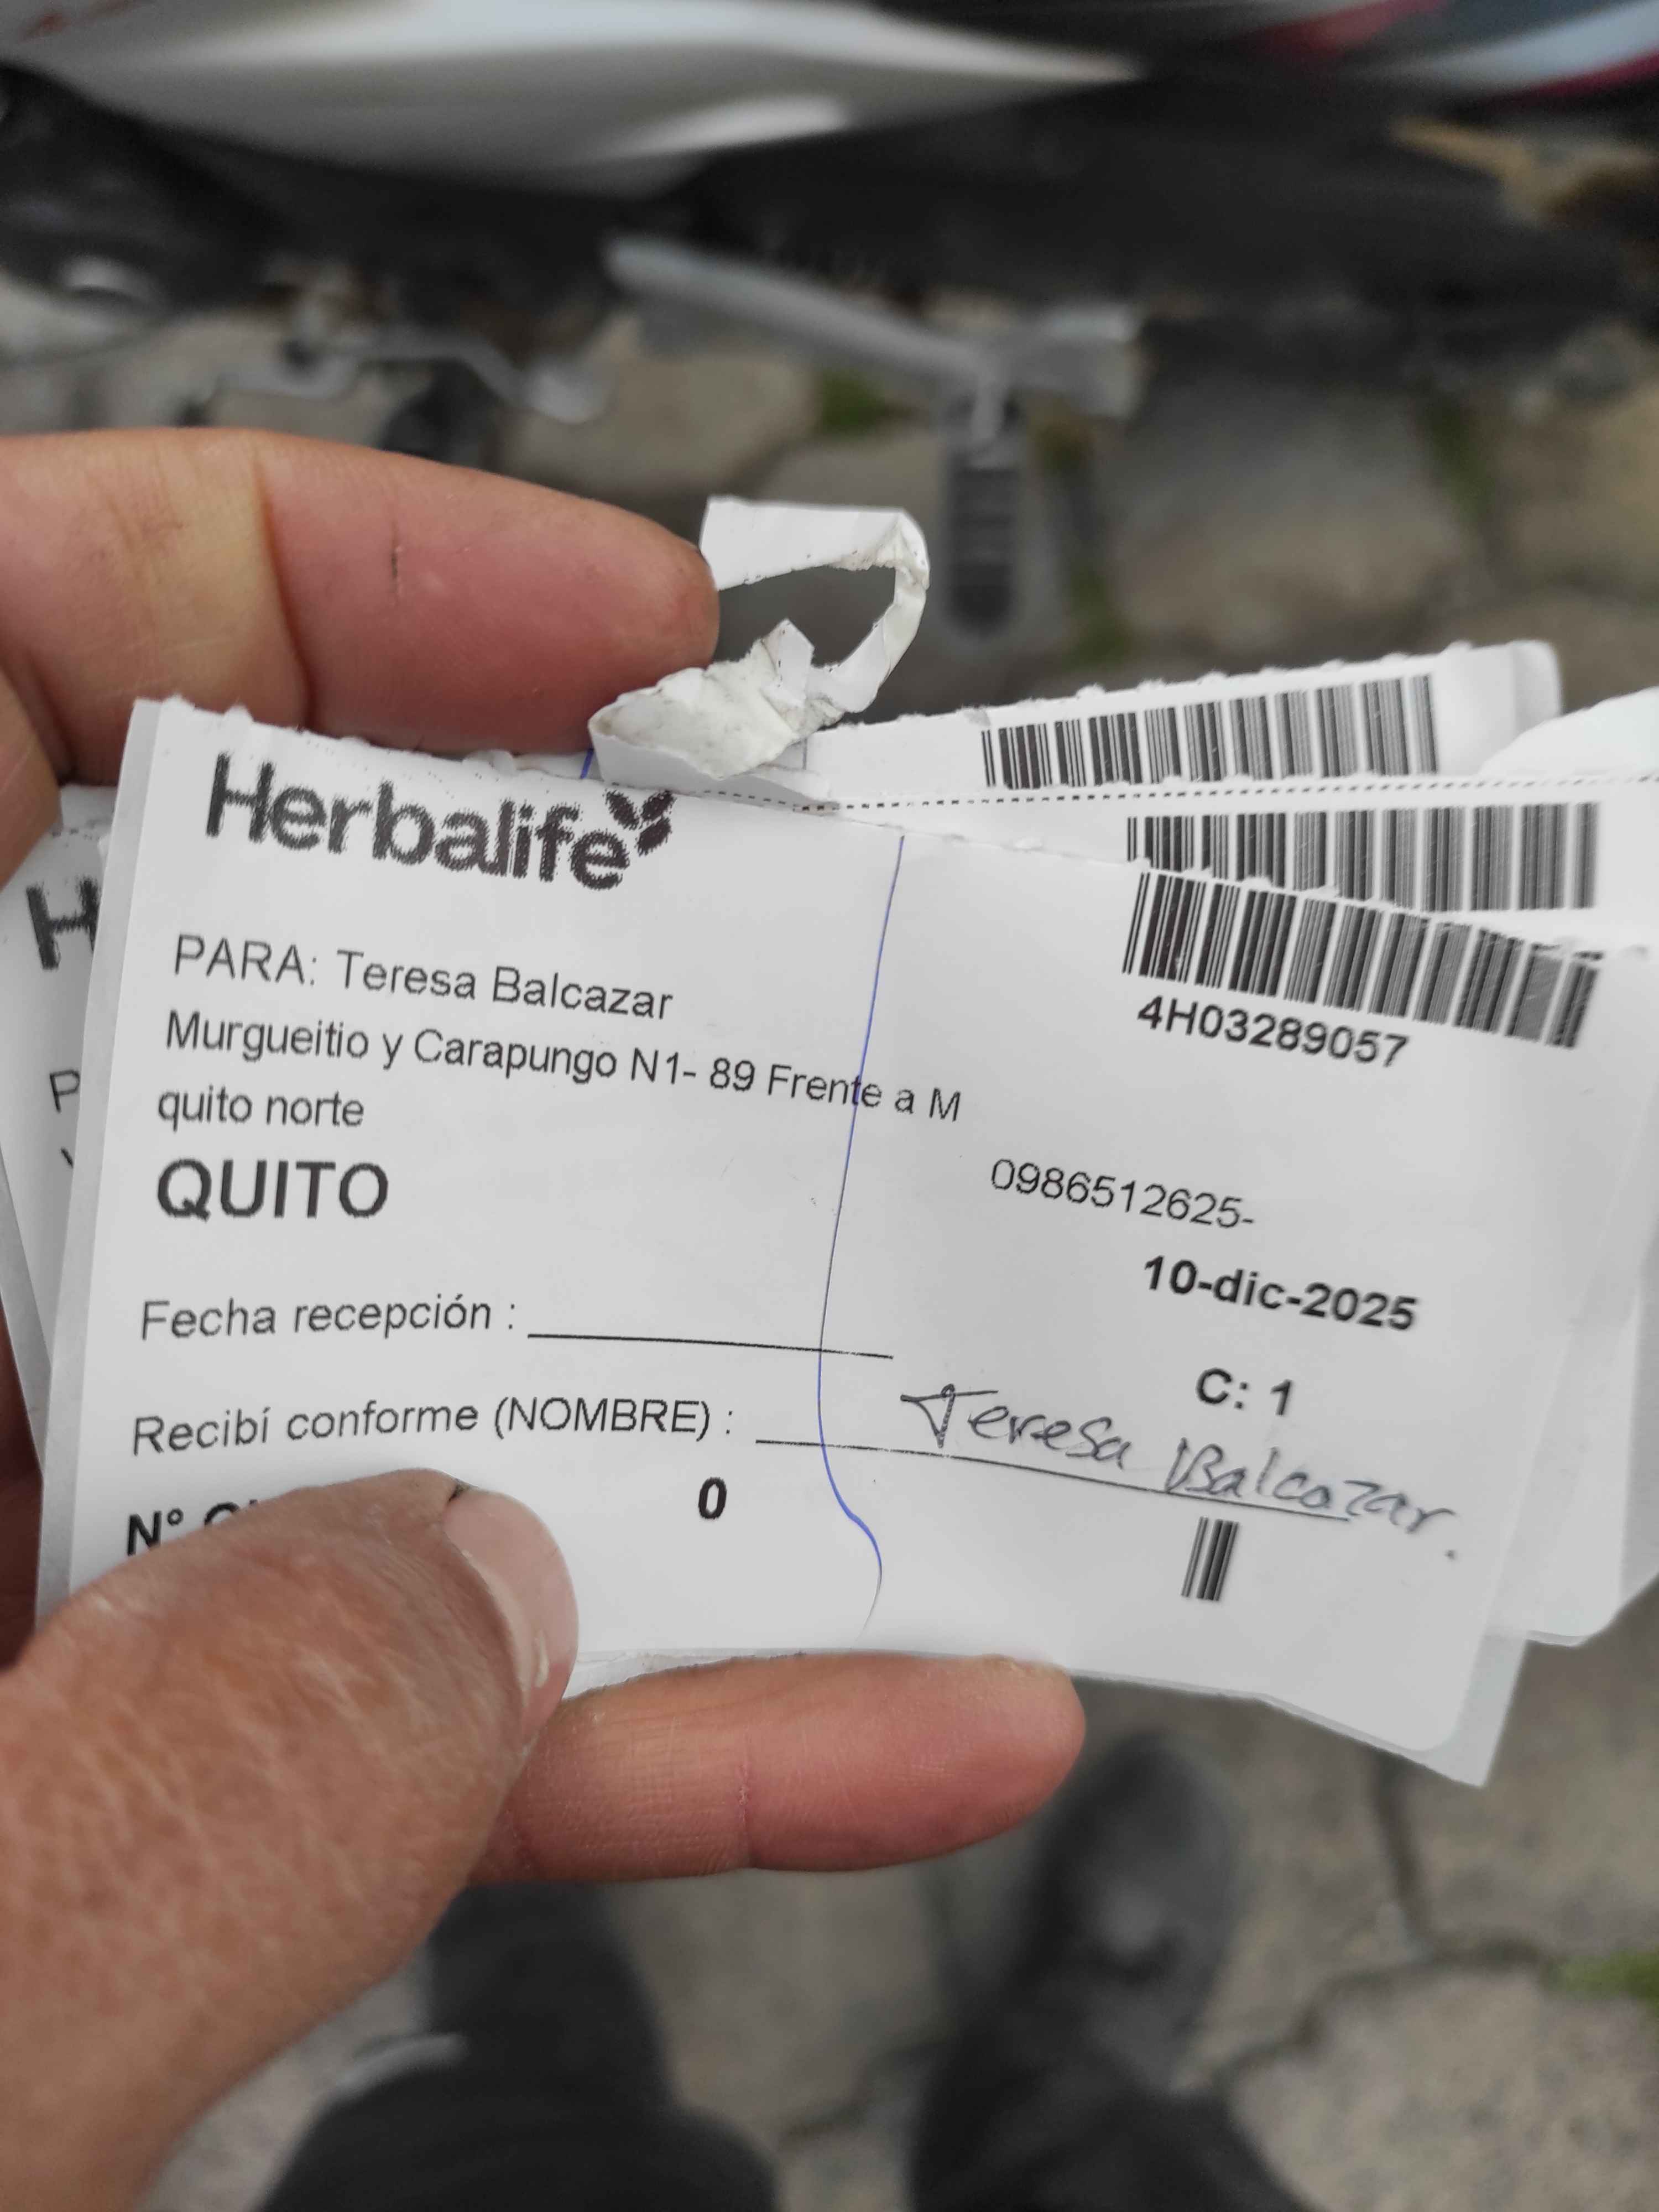 Herbalife
4H03289057
PARA: Teresa Balcazar
Murgueitio y Carapungo N1- 89 Frente a M
quito norte
QUITO
0986512625-
10-dic-2025
Fecha recepción :
C: 1
Recibí conforme (NOMBRE) : Teresa Balcazar.
N° 0
H
P